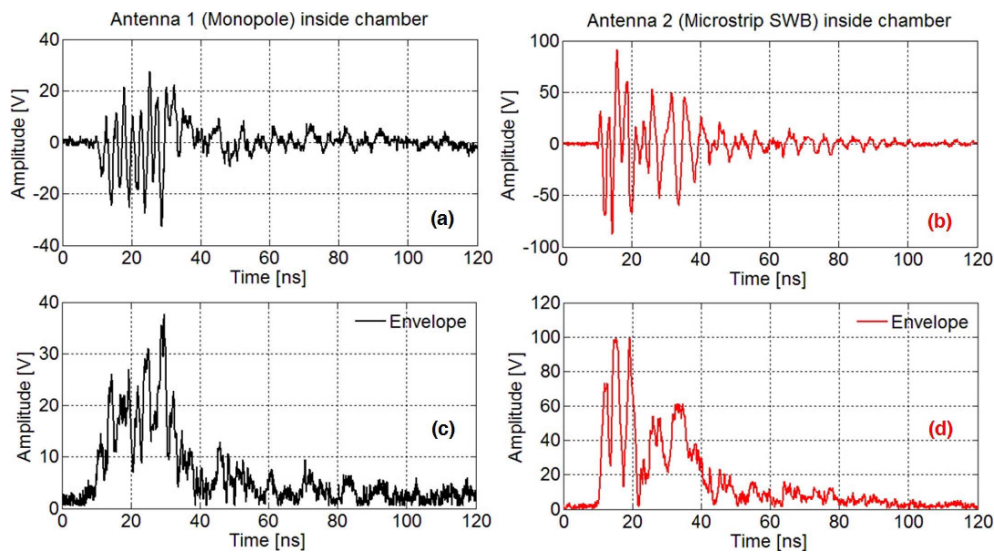 Antenna 1 (Monopole) inside chamber
40
20
0
-20
-40
Amplitude [V]
(a)
0 20 40 60 80 100 120
Time [ns]
Antenna 2 (Microstrip SWB) inside chamber
100
50
0
-50
-100
Amplitude [V]
(b)
0 20 40 60 80 100 120
Time [ns]
40
30
20
10
0
Amplitude [V]
Envelope
(c)
0 20 40 60 80 100 120
Time [ns]
120
100
80
60
40
20
0
Amplitude [V]
Envelope
(d)
0 20 40 60 80 100 120
Time [ns]